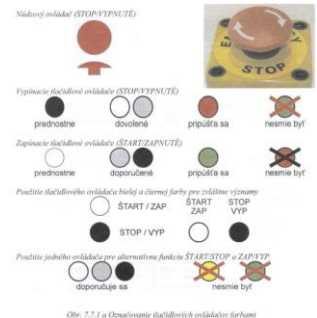 Núdzový ovládač (STOP/VYPNUTÉ)
STOP
Vypínacie tlačidlové ovládače (STOP/VYPNUTÉ)
prednostne dovolené pripúšťa sa nesmie byť
Zapínacie tlačidlové ovládače (ŠTART/ZAPNUTÉ)
prednostne doporučené pripúšťa sa nesmie byť
Použitie tlačidlového ovládača bielej a čiernej farby pre zvláštne významy
ŠTART / ZAP ŠTART ZAP STOP VYP
STOP / VYP
Použitie jedného ovládača pre alternatívnu funkciu ŠTART/STOP a ZAP/VYP
doporučuje sa nesmie byť
Obr. 7.7.1 a Označovanie tlačidlových ovládačov farbami